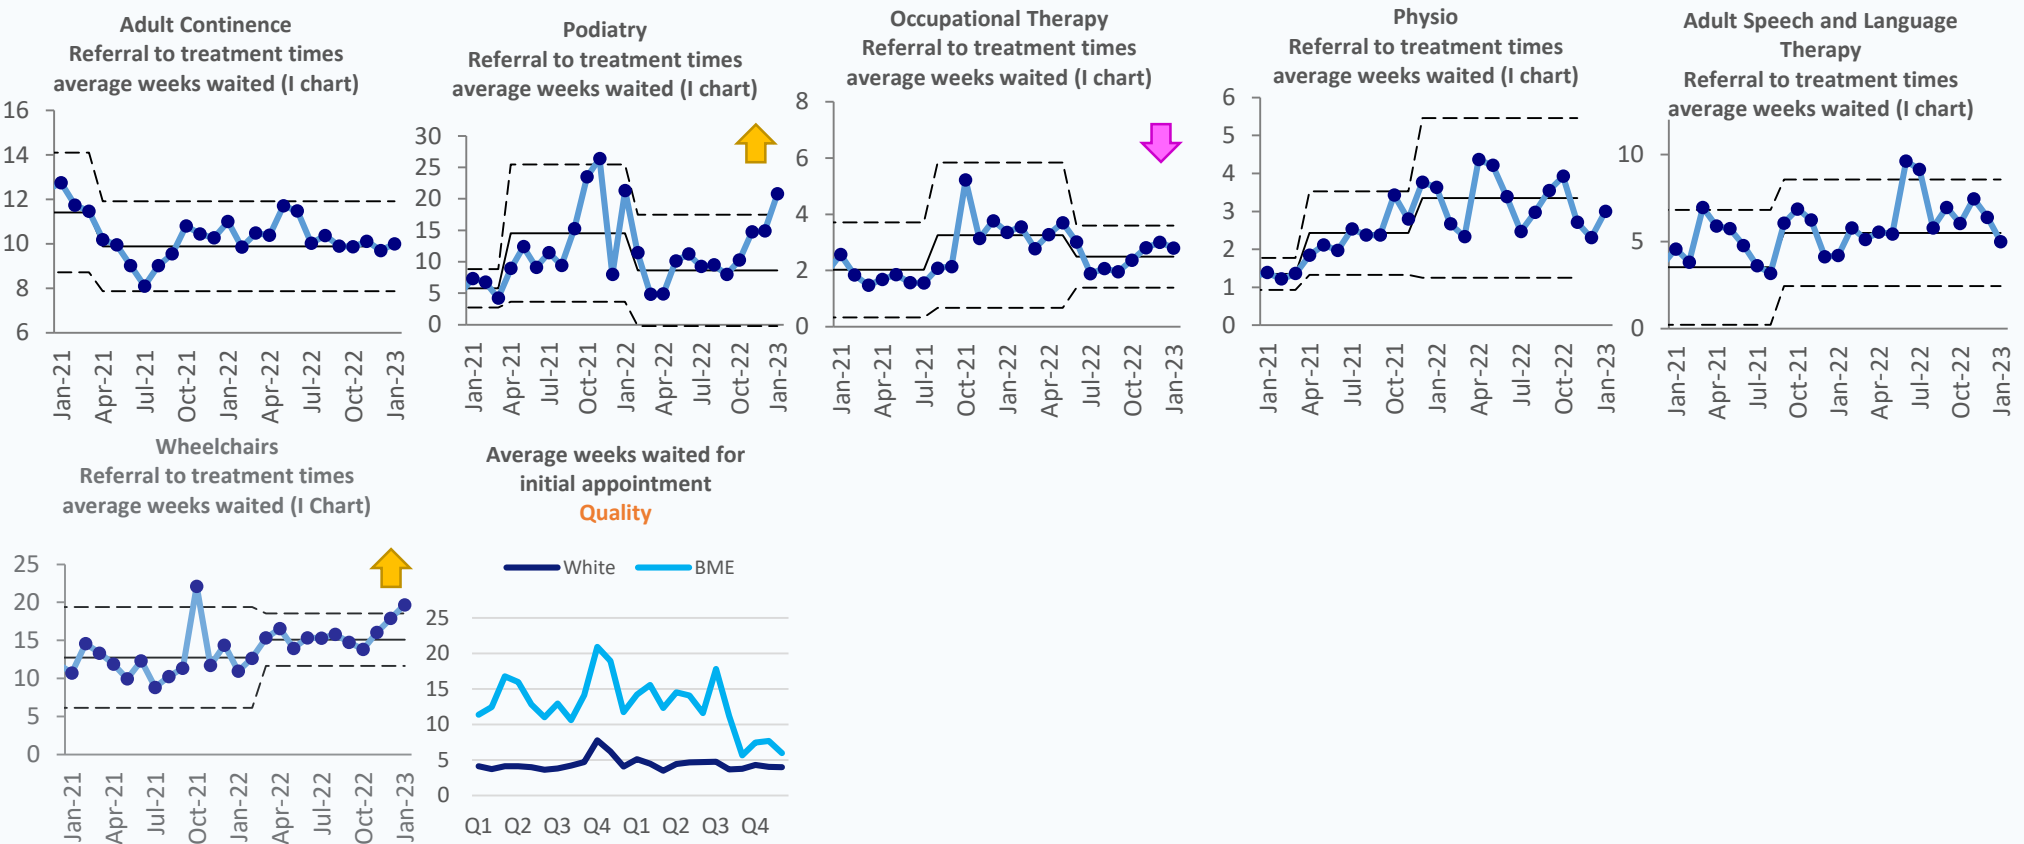 Adult Continence
Referral to treatment times
average weeks waited (I chart)
16
14
12
10
8
6
Jan-21
Apr-21
Jul-21
Oct-21
Jan-22
Apr-22
Jul-22
Oct-22
Jan-23
Podiatry
Referral to treatment times
average weeks waited (I chart)
30
25
20
15
10
5
0
Jan-21
Apr-21
Jul-21
Oct-21
Jan-22
Apr-22
Jul-22
Oct-22
Jan-23
Occupational Therapy
Referral to treatment times
average weeks waited (I chart)
8
6
4
2
0
Jan-21
Apr-21
Jul-21
Oct-21
Jan-22
Apr-22
Jul-22
Oct-22
Jan-23
Physio
Referral to treatment times
average weeks waited (I chart)
6
5
4
3
2
1
0
Jan-21
Apr-21
Jul-21
Oct-21
Jan-22
Apr-22
Jul-22
Oct-22
Jan-23
Adult Speech and Language
Therapy
Referral to treatment times
average weeks waited (I chart)
10
5
0
Jan-21
Apr-21
Jul-21
Oct-21
Jan-22
Apr-22
Jul-22
Oct-22
Jan-23
Wheelchairs
Referral to treatment times
average weeks waited (I Chart)
25
20
15
10
5
0
Jan-21
Apr-21
Jul-21
Oct-21
Jan-22
Apr-22
Jul-22
Oct-22
Jan-23
Average weeks waited for
initial appointment
Quality
White BME
25
20
15
10
5
0
Q1 Q2 Q3 Q4 Q1 Q2 Q3 Q4